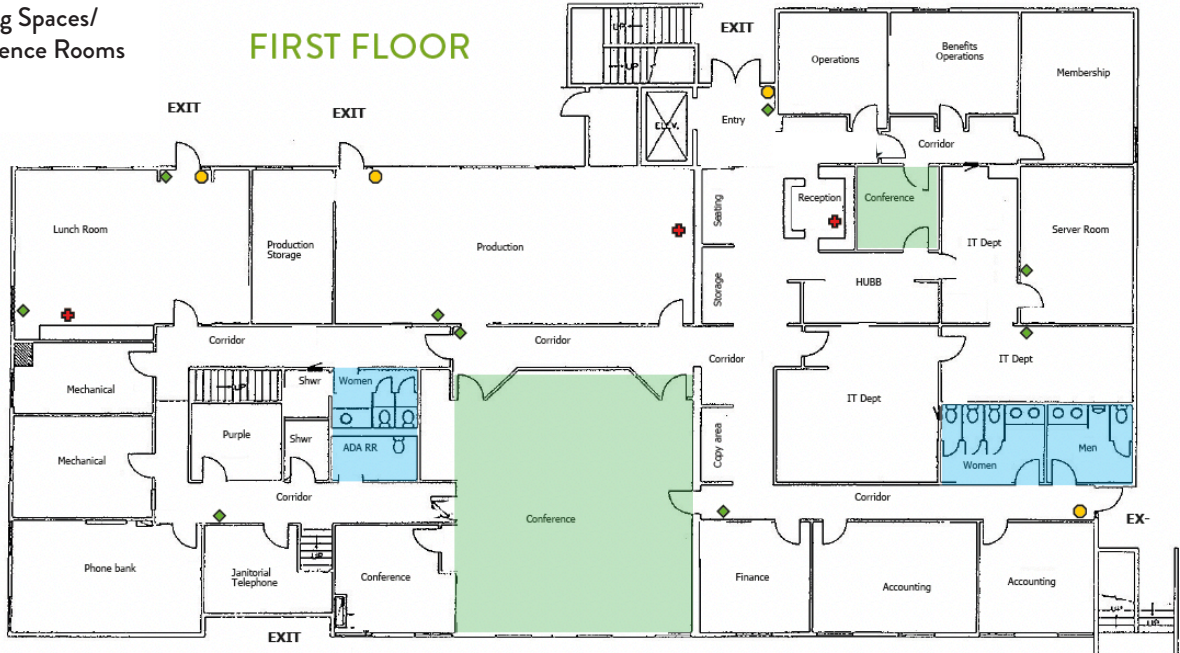 g Spaces/
ence Rooms
FIRST FLOOR
EXIT
EXIT
EXIT
UP
UP
ELEV.
Entry
Operations
Benefits
Operations
Membership
Corridor
Lunch Room
Production
Storage
Production
Seating
Reception
Conference
IT Dept
Server Room
Storage
HUBB
Corridor
Corridor
Corridor
IT Dept
Mechanical
UP
Shwr
Women
IT Dept
Purple
Shwr
ADA RR
Copy area
Women
Men
Mechanical
Corridor
Corridor
Conference
EX-
Phone bank
Janitorial
Telephone
UP
Conference
Finance
Accounting
Accounting
UP
UP
EXIT